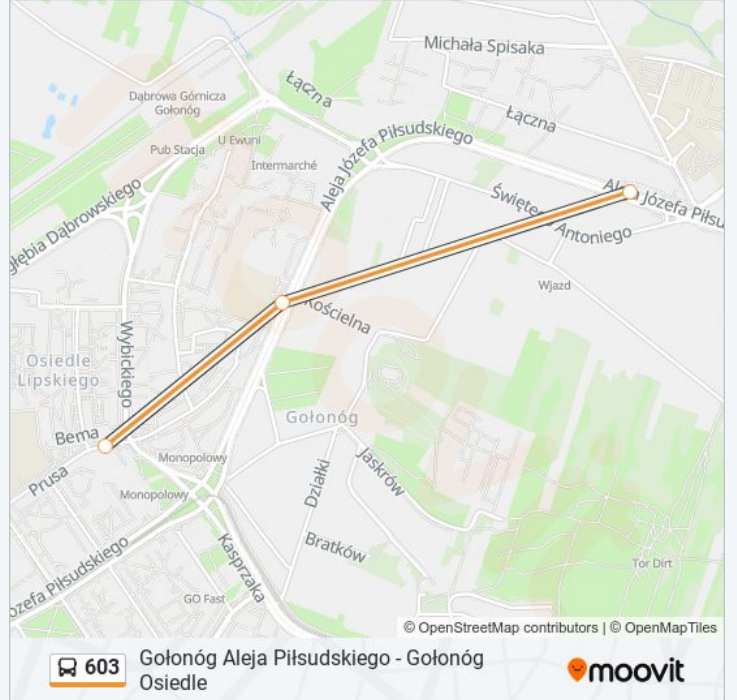 Michała Spisaka
Łączna
Dąbrowa Górnicza
Gołonóg
Łączna
U Ewuni
Pub Stacja
Aleja Józefa Piłsudskiego
Intermarché
głębia Dąbrowskiego
Święte
Antoniego
Józefa Piłsu
Wjazd
Kościelna
Wybickiego
Osiedle
Lipskiego
Gołonóg
Bema
Monopolowy
Prusa
Działki
Jaskrów
Monopolowy
Bratków
Kasprzaka
ózefa Piłsudskiego
Tor Dirt
GO Fast
© OpenStreetMap contributors | © OpenMapTiles
603
Gołonóg Aleja Piłsudskiego - Gołonóg
Osiedle
moovit